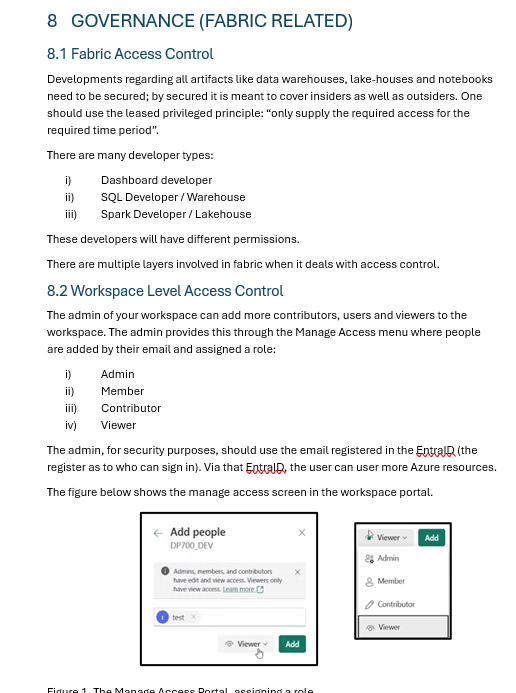 8 GOVERNANCE (FABRIC RELATED)
8.1 Fabric Access Control
Developments regarding all artifacts like data warehouses, lake-houses and notebooks
need to be secured; by secured it is meant to cover insiders as well as outsiders. One
should use the leased privileged principle: “only supply the required access for the
required time period”.
There are many developer types:
i) Dashboard developer
ii) SQL Developer / Warehouse
iii) Spark Developer / Lakehouse
These developers will have different permissions.
There are multiple layers involved in fabric when it deals with access control.
8.2 Workspace Level Access Control
The admin of your workspace can add more contributors, users and viewers to the
workspace. The admin provides this through the Manage Access menu where people
are added by their email and assigned a role:
i) Admin
ii) Member
iii) Contributor
iv) Viewer
The admin, for security purposes, should use the email registered in the EntraID (the
register as to who can sign in). Via that EntraID, the user can user more Azure resources.
The figure below shows the manage access screen in the workspace portal.
Add people
DP700_DEV
Admins, members, and contributors
have edit and view access. Viewers only
have view access. Learn more
t test
Viewer Add
Viewer Add
Admin
Member
Contributor
Viewer
Figure 1. The Manage Access Portal, assigning a role